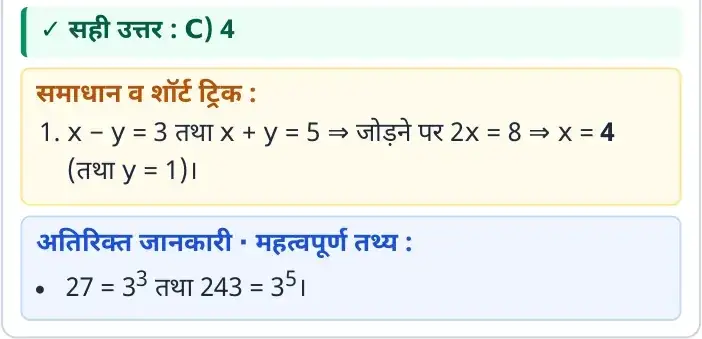 ✓ सही उत्तर : C) 4
समाधान व शॉर्ट ट्रिक :
1. x − y = 3 तथा x + y = 5 ⇒ जोड़ने पर 2x = 8 ⇒ x = 4
(तथा y = 1)।
अतिरिक्त जानकारी · महत्वपूर्ण तथ्य :
• 27 = 3³ तथा 243 = 3⁵।